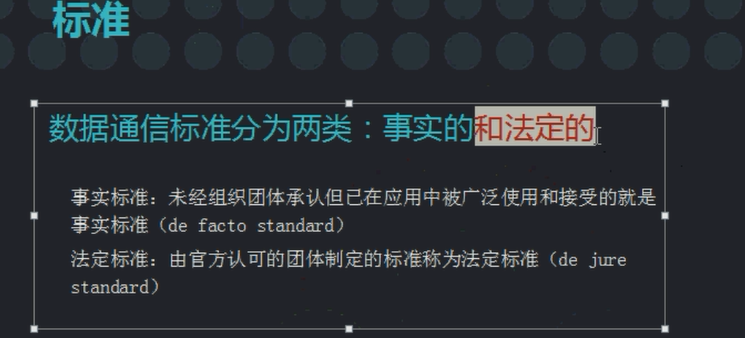 标准
数据通信标准分为两类：事实的和法定的
事实标准：未经组织团体承认但已在应用中被广泛使用和接受的就是
事实标准（de facto standard）
法定标准：由官方认可的团体制定的标准称为法定标准（de jure
standard）